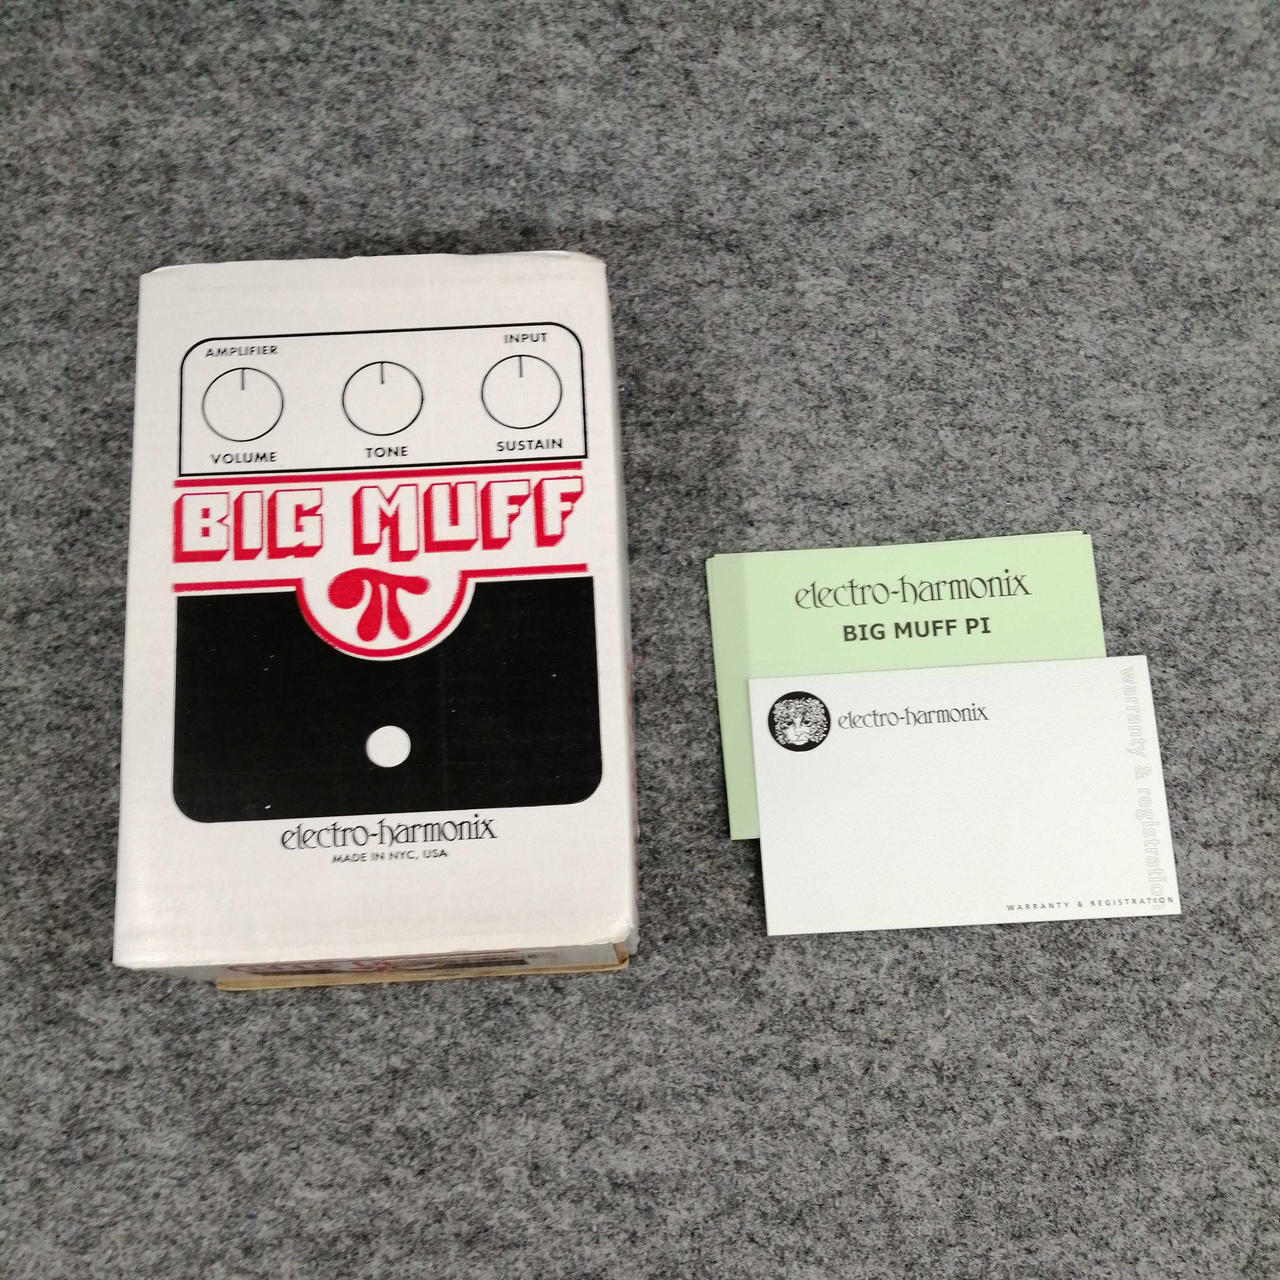 AMPLIFIER
INPUT
VOLUME
TONE
SUSTAIN
BIG MUFF
π
electro-harmonix
MADE IN NYC, USA
electro-harmonix
BIG MUFF PI
electro-harmonix
warranty & registration
WARRANTY & REGISTRATION